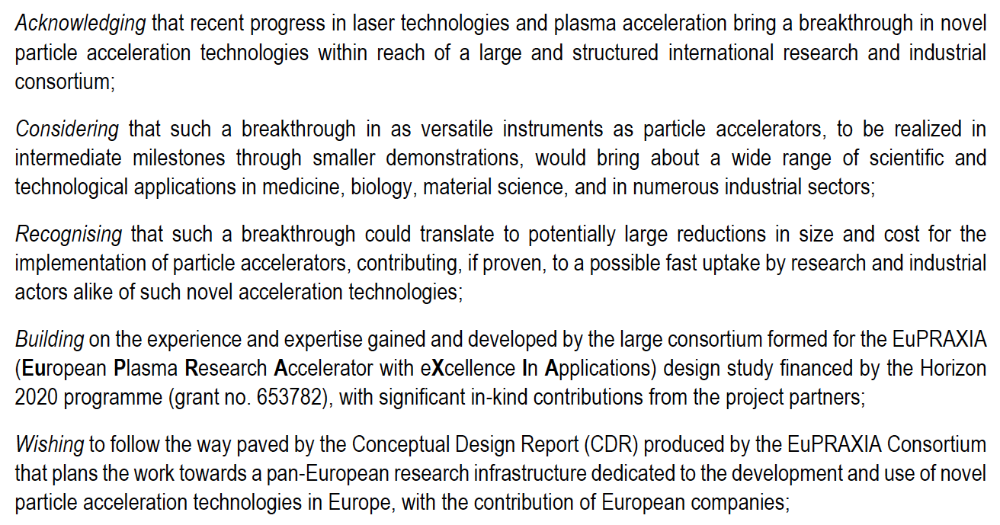 Acknowledging that recent progress in laser technologies and plasma acceleration bring a breakthrough in novel
particle acceleration technologies within reach of a large and structured international research and industrial
consortium;
Considering that such a breakthrough in as versatile instruments as particle accelerators, to be realized in
intermediate milestones through smaller demonstrations, would bring about a wide range of scientific and
technological applications in medicine, biology, material science, and in numerous industrial sectors;
Recognising that such a breakthrough could translate to potentially large reductions in size and cost for the
implementation of particle accelerators, contributing, if proven, to a possible fast uptake by research and industrial
actors alike of such novel acceleration technologies;
Building on the experience and expertise gained and developed by the large consortium formed for the EuPRAXIA
(European Plasma Research Accelerator with eXcellence In Applications) design study financed by the Horizon
2020 programme (grant no. 653782), with significant in-kind contributions from the project partners;
Wishing to follow the way paved by the Conceptual Design Report (CDR) produced by the EuPRAXIA Consortium
that plans the work towards a pan-European research infrastructure dedicated to the development and use of novel
particle acceleration technologies in Europe, with the contribution of European companies;